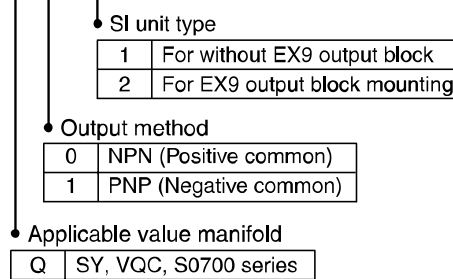 SI unit type
1 For without EX9 output block
2 For EX9 output block mounting
Output method
0 NPN (Positive common)
1 PNP (Negative common)
Applicable value manifold
Q SY, VQC, S0700 series